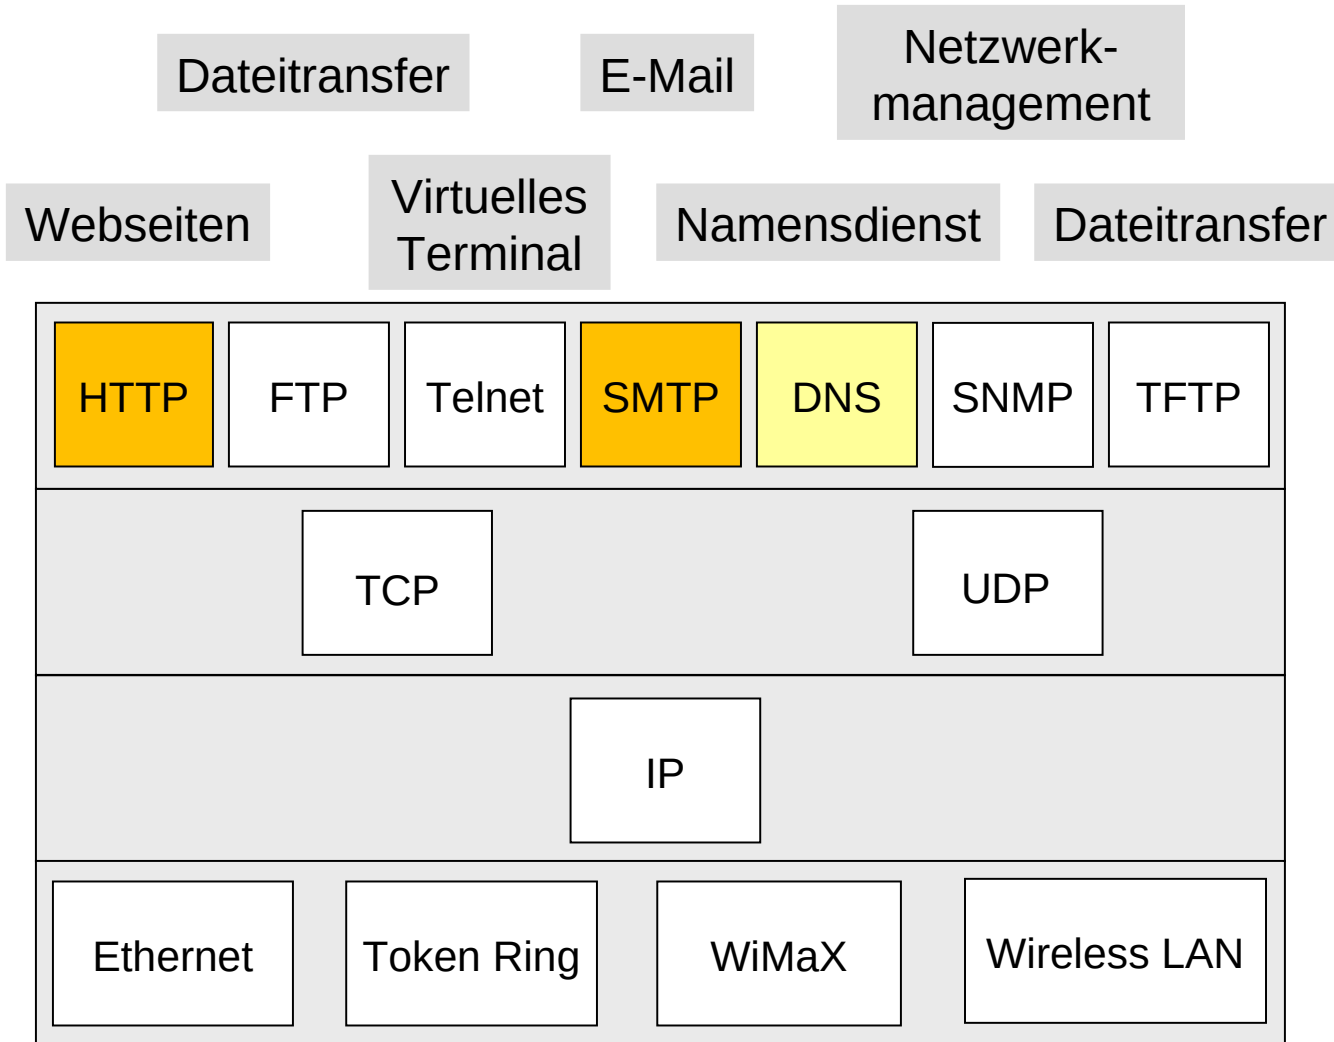 Dateitransfer
E-Mail
Netzwerk-
management
Webseiten
Virtuelles
Terminal
Namensdienst
Dateitransfer
HTTP
FTP
Telnet
SMTP
DNS
SNMP
TFTP
TCP
UDP
IP
Ethernet
Token Ring
WiMaX
Wireless LAN